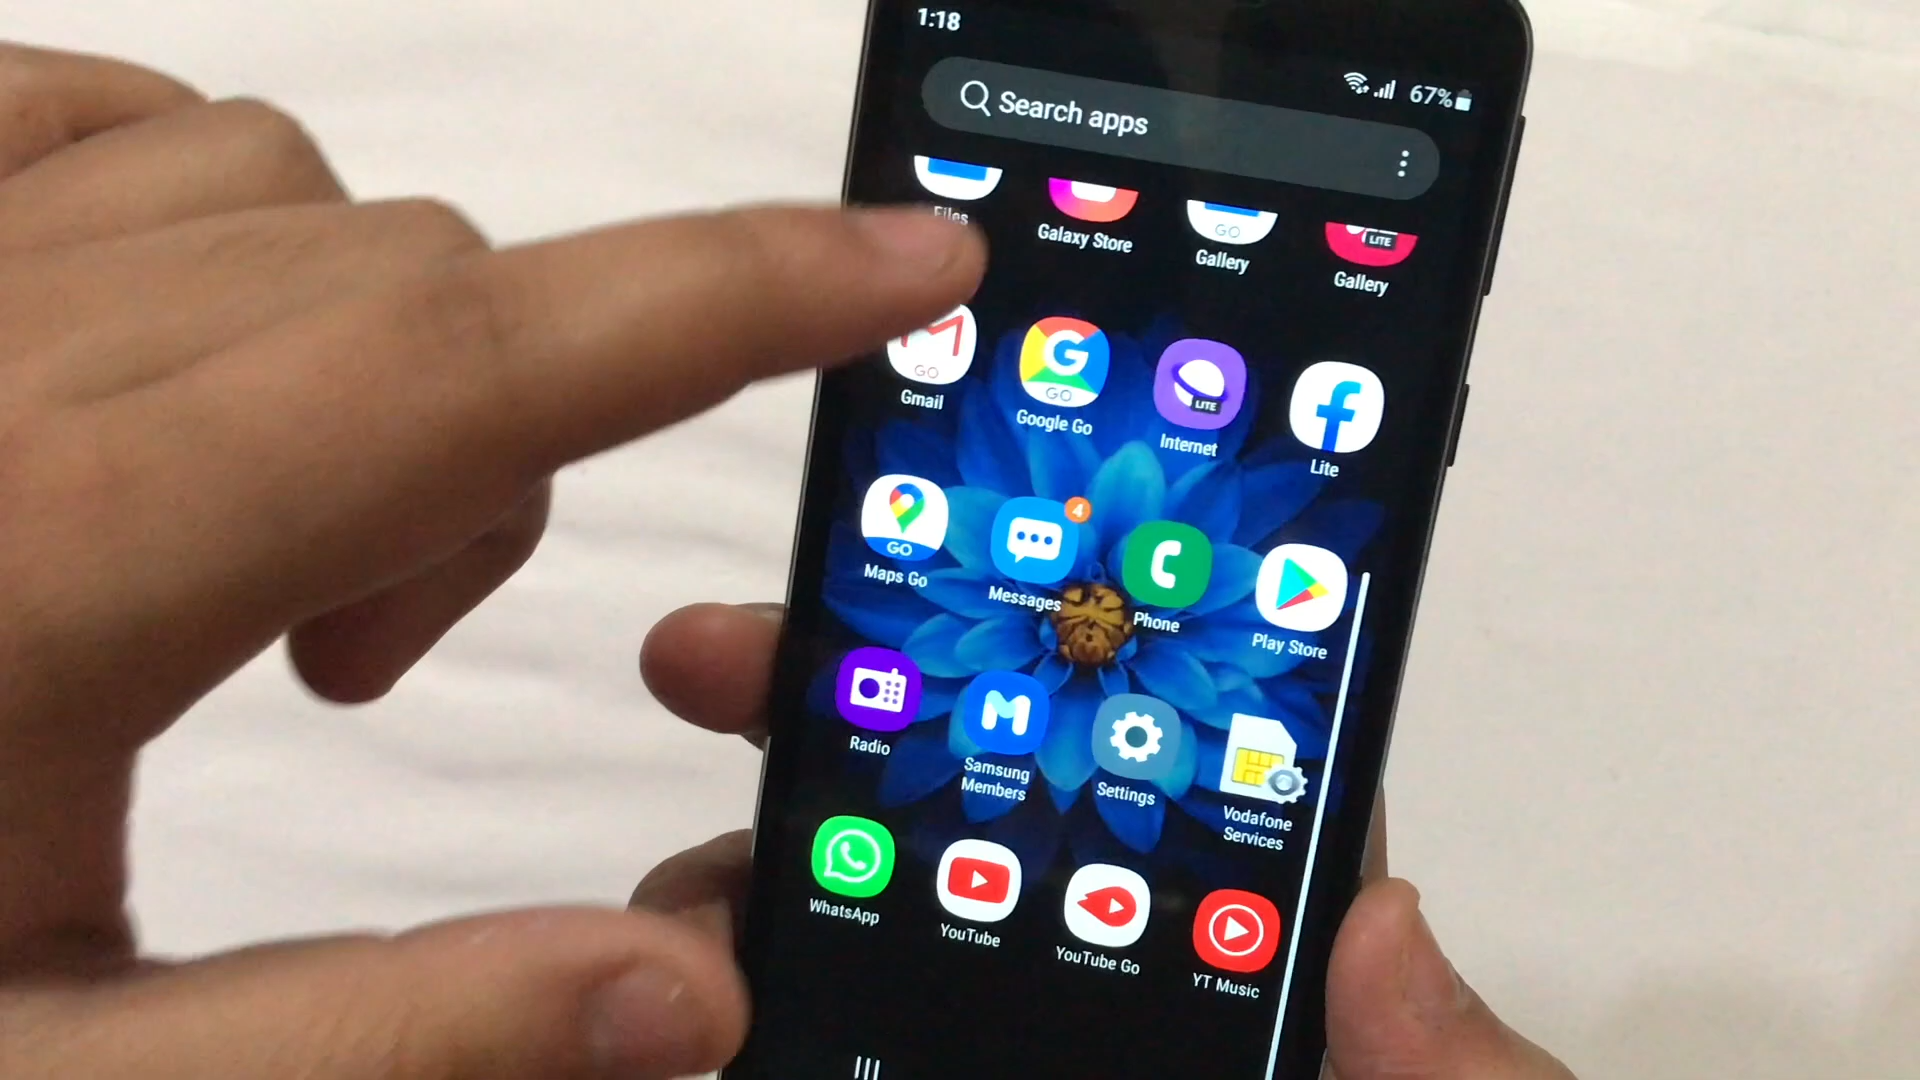 1:18
67%
Search apps
Files
Galaxy Store
GO
Gallery
LITE
Gallery
GO
Gmail
G
GO
Google Go
LITE
Internet
f
Lite
GO
Maps Go
4
Messages
Phone
Play Store
Radio
Samsung
Members
Settings
Vodafone
Services
WhatsApp
YouTube
YouTube Go
YT Music